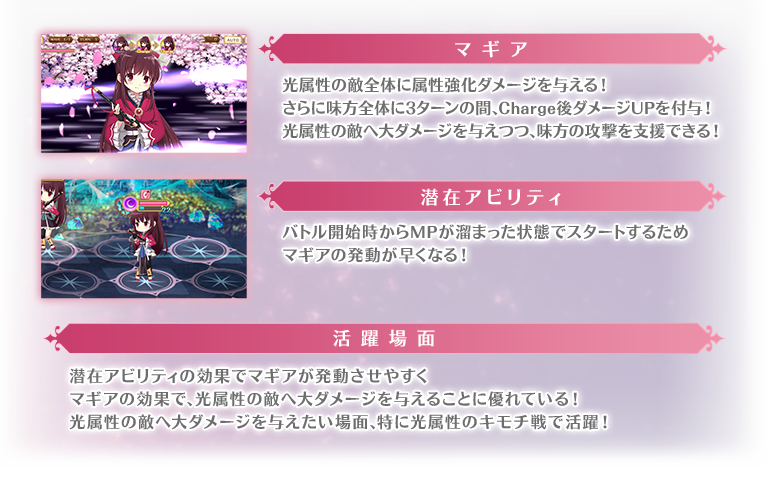 マギア
光属性の敵全体に属性強化ダメージを与える!
さらに味方全体に3ターンの間、Charge後ダメージUPを付与!
光属性の敵へ大ダメージを与えつつ、味方の攻撃を支援できる!
潜在アビリティ
バトル開始時からMPが溜まった状態でスタートするため
マギアの発動が早くなる!
活躍場面
潜在アビリティの効果でマギアが発動させやすく
マギアの効果で、光属性の敵へ大ダメージを与えることに優れている!
光属性の敵へ大ダメージを与えたい場面、特に光属性のキモチ戦で活躍!